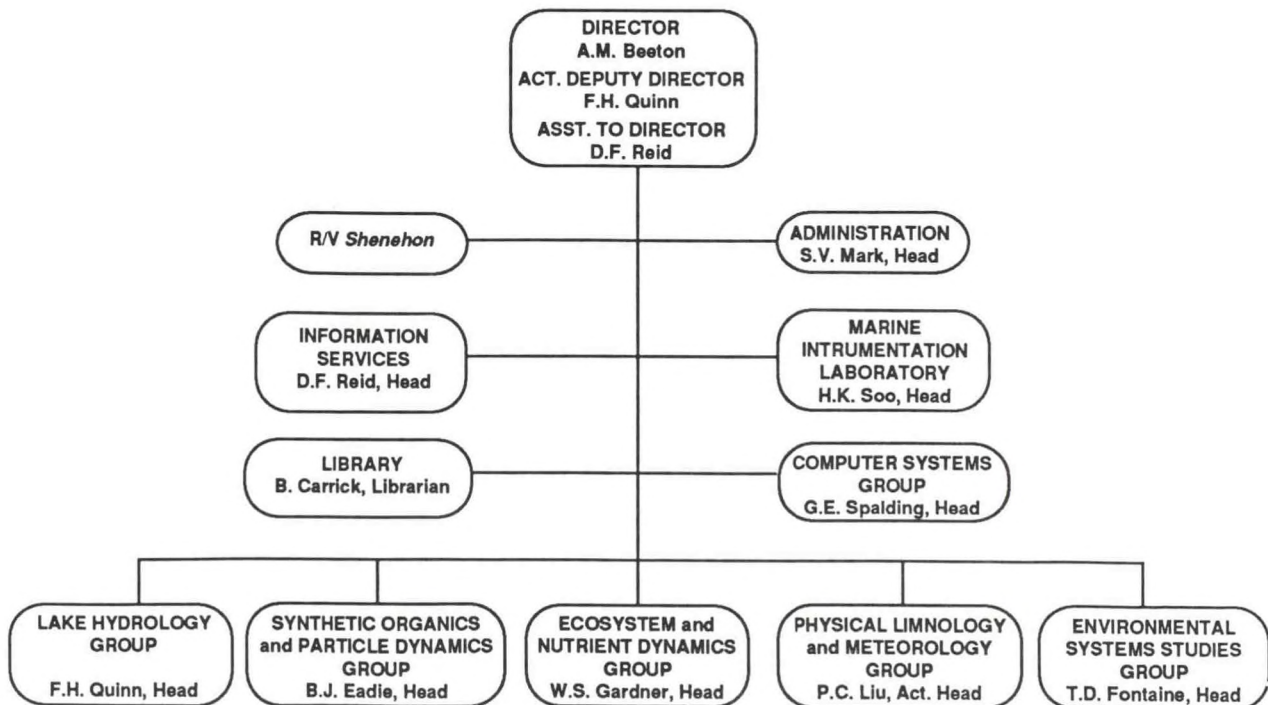 DIRECTOR
A.M. Beeton
ACT. DEPUTY DIRECTOR
F.H. Quinn
ASST. TO DIRECTOR
D.F. Reid
R/V Shenehon
ADMINISTRATION
S.V. Mark, Head
INFORMATION
SERVICES
D.F. Reid, Head
MARINE
INTRUMENTATION
LABORATORY
H.K. Soo, Head
LIBRARY
B. Carrick, Librarian
COMPUTER SYSTEMS
GROUP
G.E. Spalding, Head
LAKE HYDROLOGY
GROUP
F.H. Quinn, Head
SYNTHETIC ORGANICS
and PARTICLE DYNAMICS
GROUP
B.J. Eadie, Head
ECOSYSTEM and
NUTRIENT DYNAMICS
GROUP
W.S. Gardner, Head
PHYSICAL LIMNOLOGY
and METEOROLOGY
GROUP
P.C. Liu, Act. Head
ENVIRONMENTAL
SYSTEMS STUDIES
GROUP
T.D. Fontaine, Head